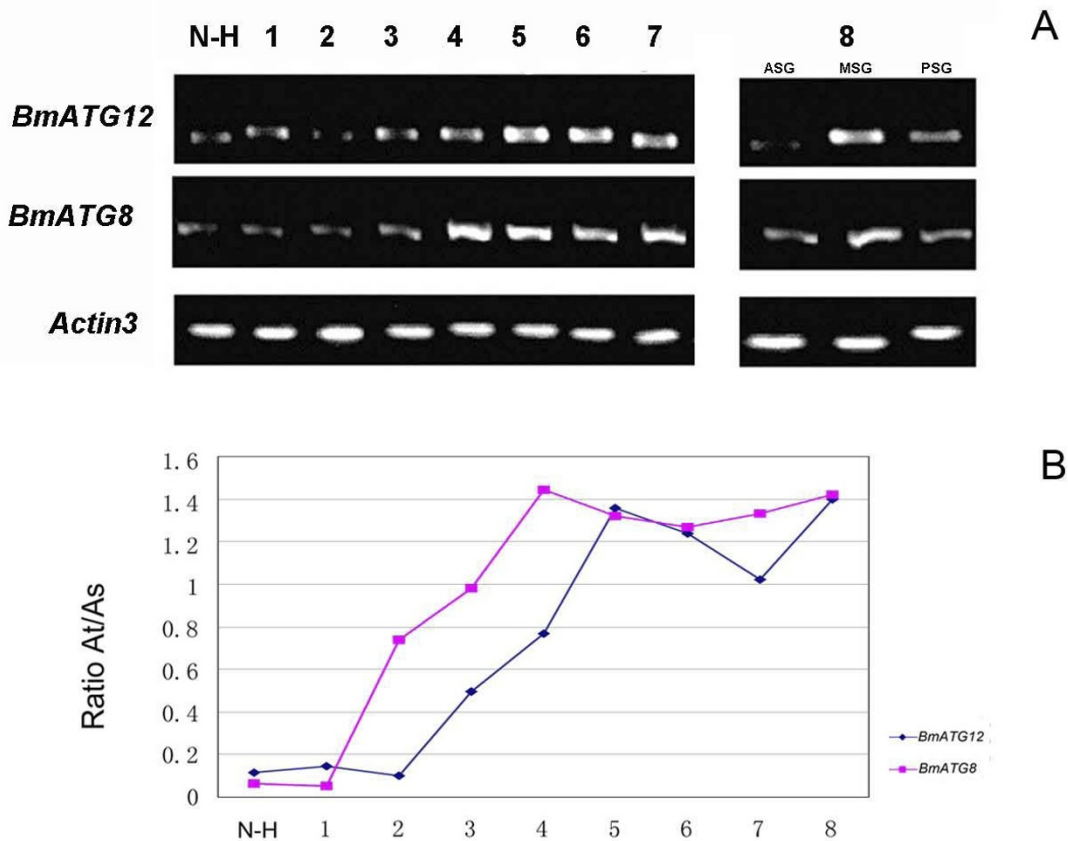 A
N-H 1 2 3 4 5 6 7 8
ASG MSG PSG
BmATG12
BmATG8
Actin3
B
1.6
1.4
1.2
1
0.8
0.6
0.4
0.2
0
Ratio At/As
BmATG12
BmATG8
N-H 1 2 3 4 5 6 7 8